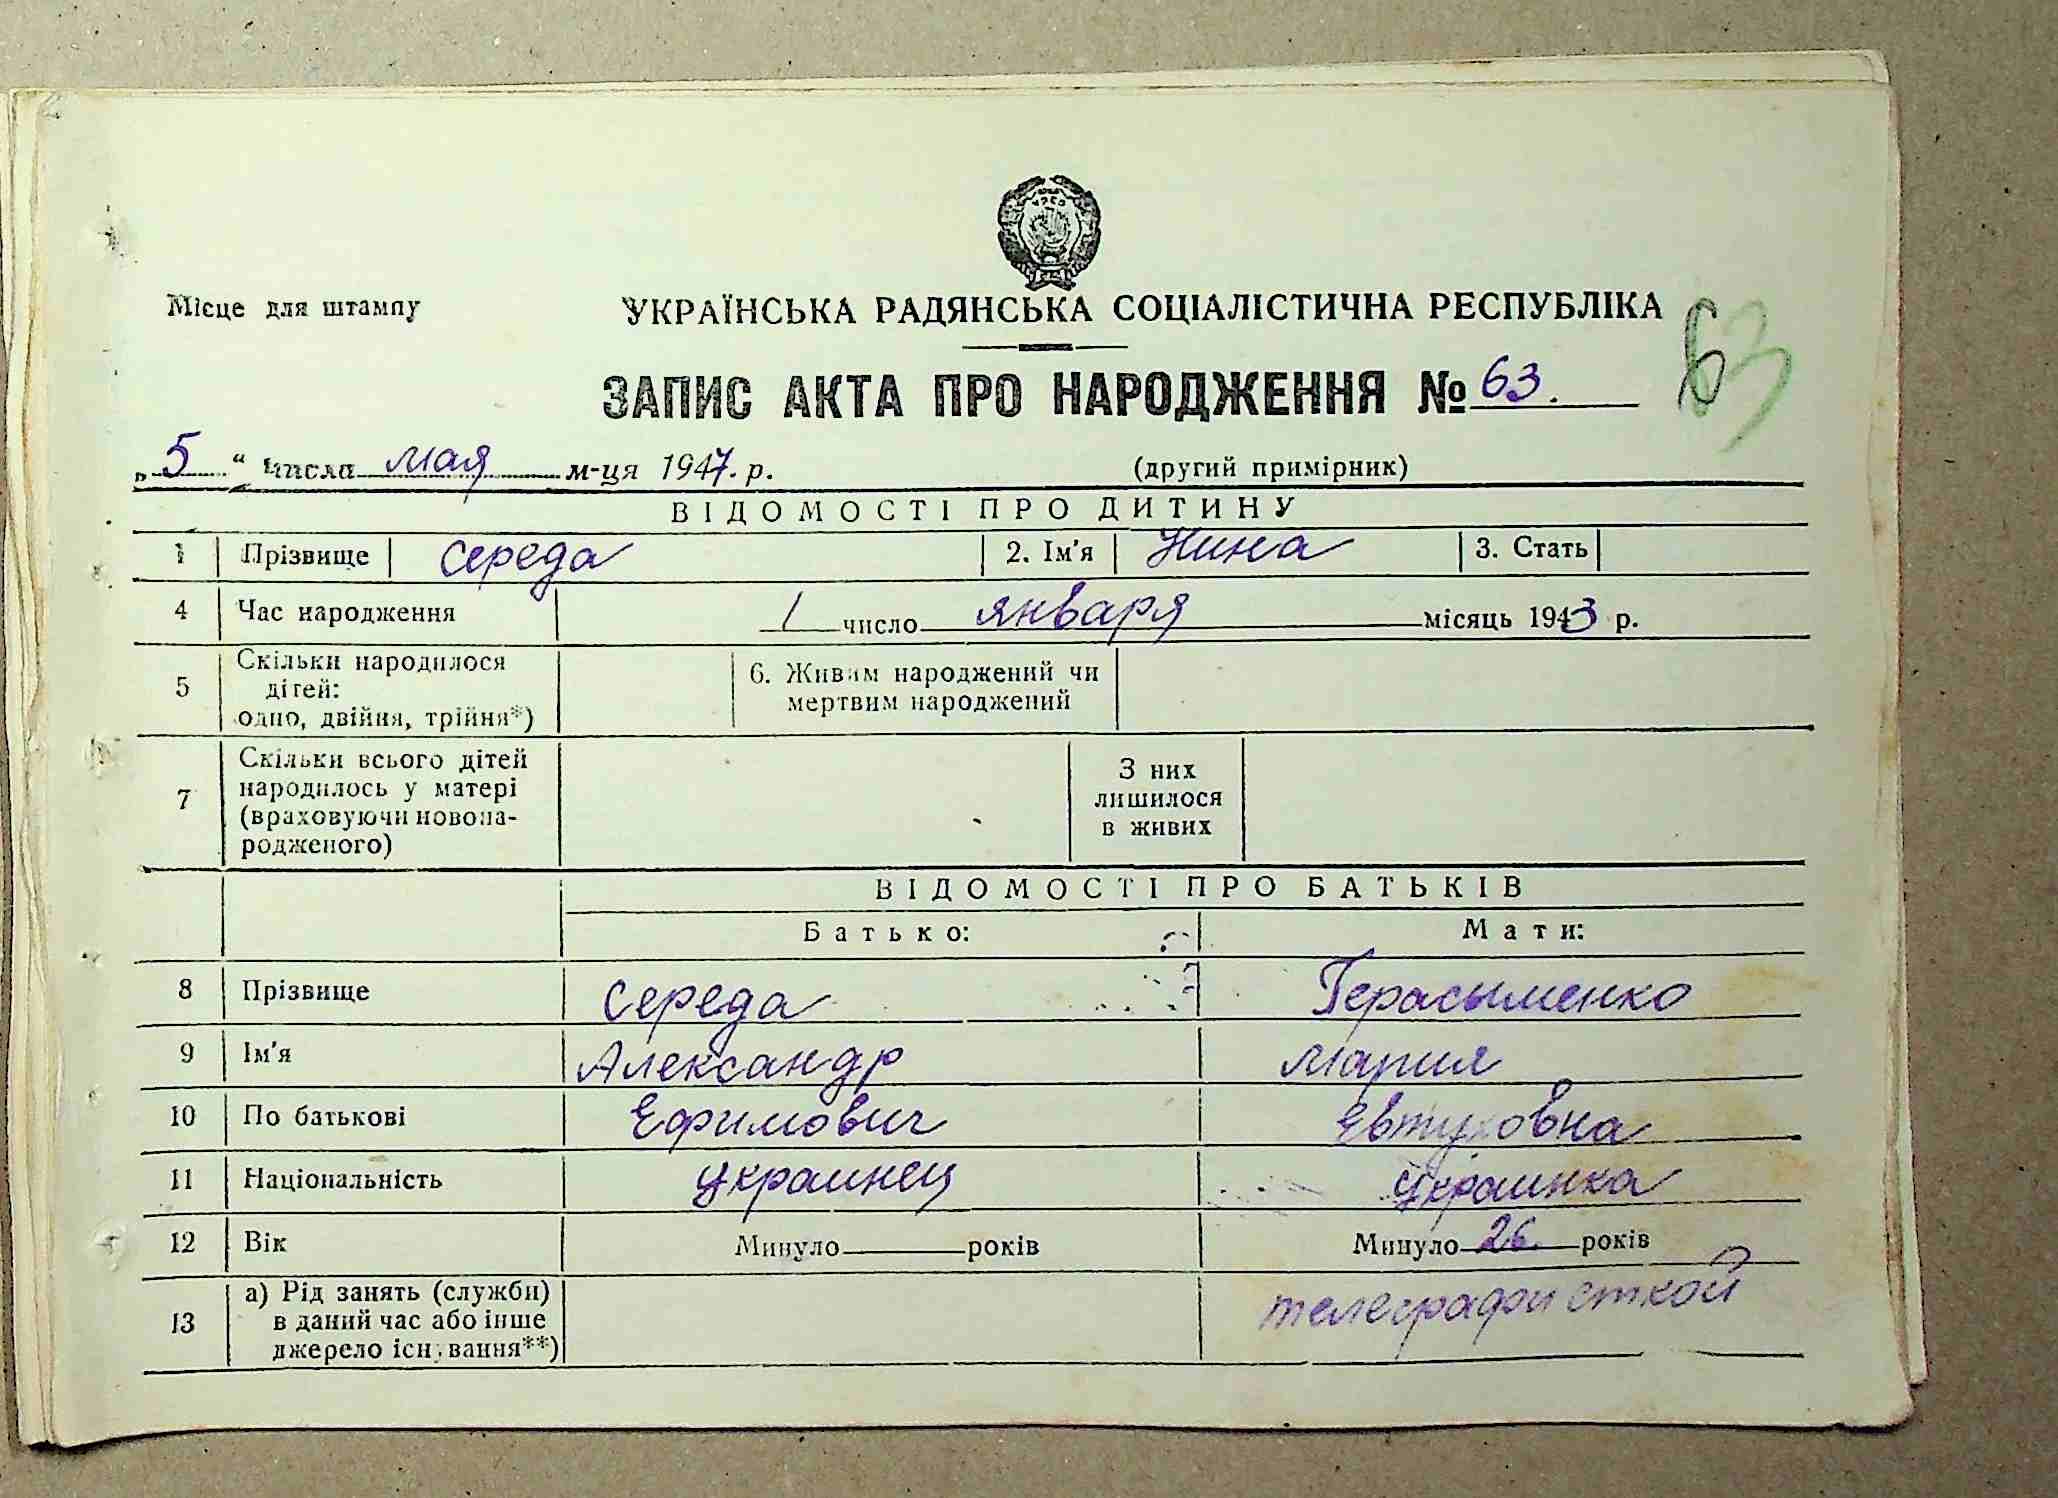 Місце для штампу
УКРАЇНСЬКА РАДЯНСЬКА СОЦІАЛІСТИЧНА РЕСПУБЛІКА
63
ЗАПИС АКТА ПРО НАРОДЖЕННЯ № 63.
„5“ числа мая м-ця 1947. р. (другий примірник)
ВІДОМОСТІ ПРО ДИТИНУ
1 Прізвище Середа 2. Ім'я Нина 3. Стать
4 Час народження 1 число января місяць 1943 р.
5 Скільки народилося дітей: одно, двійня, трійня*) 6. Живим народжений чи мертвим народжений
7 Скільки всього дітей народилось у матері (враховуючи новонародженого) З них лишилося в живих
ВІДОМОСТІ ПРО БАТЬКІВ
Батько: Мати:
8 Прізвище Середа Герасыменко
9 Ім'я Александр Мария
10 По батькові Ефимович Евтуховна
11 Національність украинец украинка
12 Вік Минуло років Минуло 26. років
13 а) Рід занять (служби) в даний час або інше джерело існування**) телеграфисткой